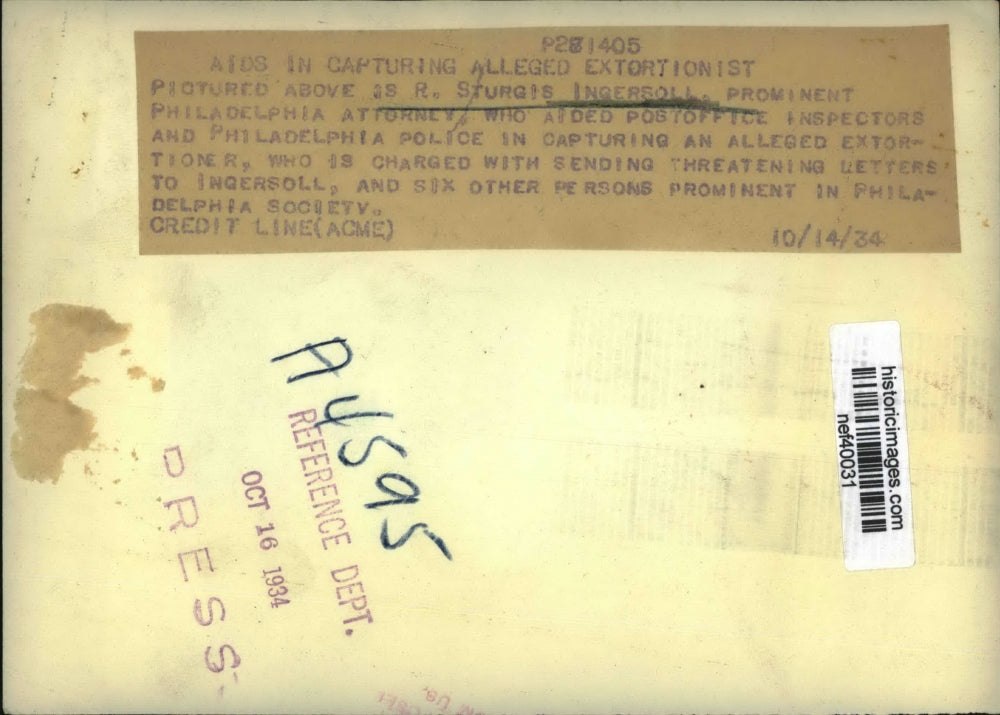 P281405
AIDS IN CAPTURING ALLEGED EXTORTIONIST
PICTURED ABOVE IS R. STURGIS INGERSOLL, PROMINENT
PHILADELPHIA ATTORNEY, WHO AIDED POSTOFFICE INSPECTORS
AND PHILADELPHIA POLICE IN CAPTURING AN ALLEGED EXTOR-
TIONER, WHO IS CHARGED WITH SENDING THREATENING LETTERS
TO INGERSOLL, AND SIX OTHER PERSONS PROMINENT IN PHILA-
DELPHIA SOCIETY.
CREDIT LINE(ACME) 10/14/34
A4595
REFERENCE DEPT.
OCT 16 1934
DRESS
historicimages.com
nef40031